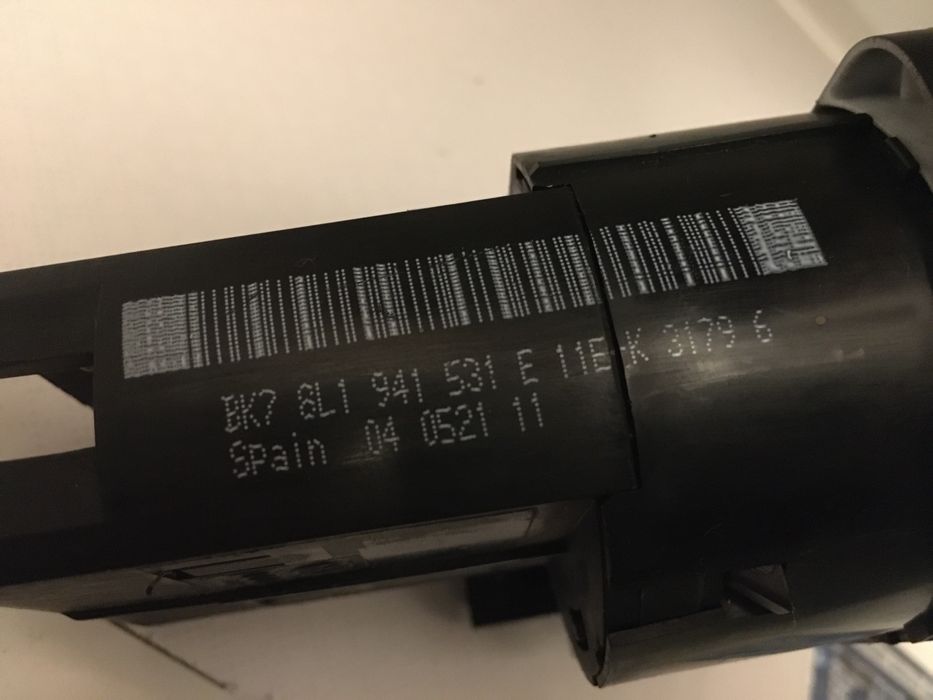 BK7 8L1 941 531 E 11E K 3179 6
Spain 04 0521 11